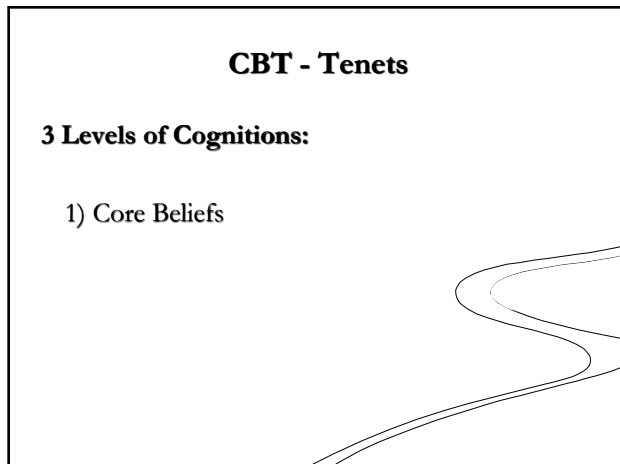 CBT - Tenets
3 Levels of Cognitions:
1) Core Beliefs